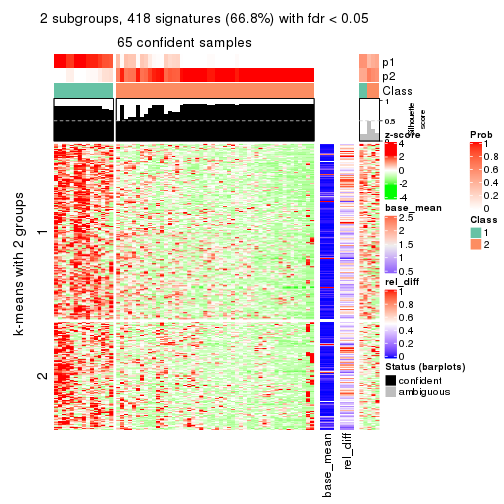 2 subgroups, 418 signatures (66.8%) with fdr < 0.05
65 confident samples
p1
p2
Class
1
0.5
0
Silhouette
score
k-means with 2 groups
1
2
base_mean
rel_diff
z-score
4
2
0
-2
-4
base_mean
2.5
2
1.5
1
0.5
rel_diff
1
0.8
0.6
0.4
0.2
0
Status (barplots)
confident
ambiguous
Prob
1
0.8
0.6
0.4
0.2
0
Class
1
2